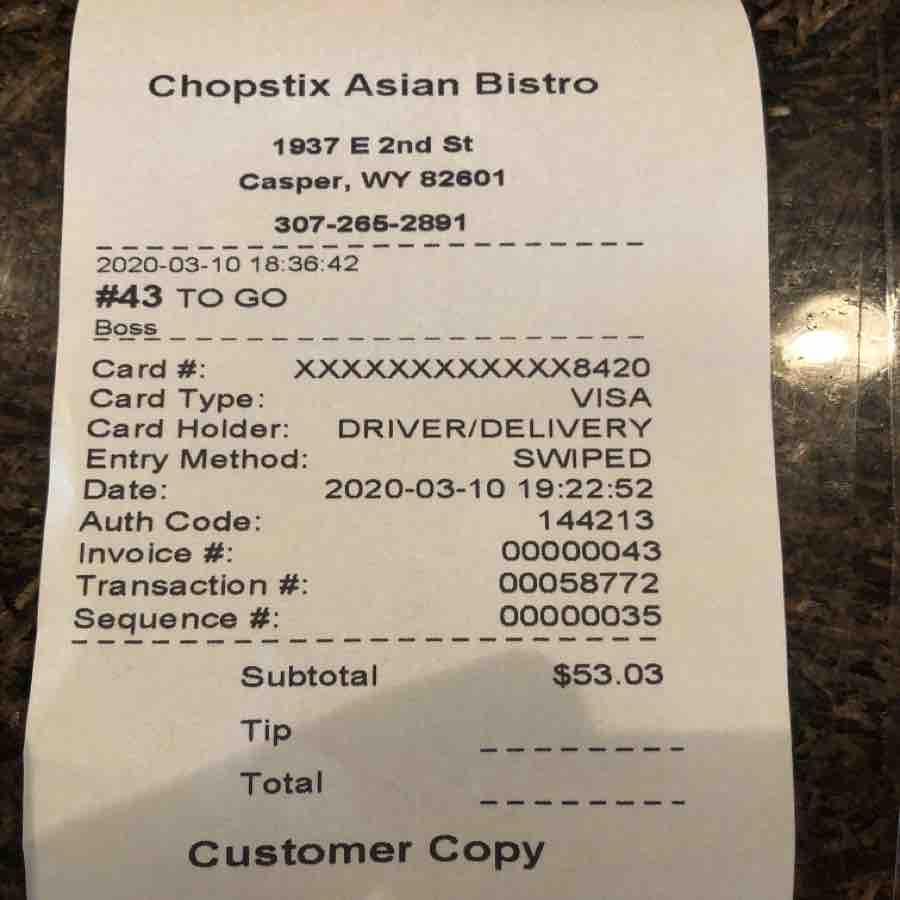 Chopstix Asian Bistro
1937 E 2nd St
Casper, WY 82601
307-265-2891
2020-03-10 18:36:42
#43 TO GO
Boss
Card #: XXXXXXXXXXXX8420
Card Type: VISA
Card Holder: DRIVER/DELIVERY
Entry Method: SWIPED
Date: 2020-03-10 19:22:52
Auth Code: 144213
Invoice #: 00000043
Transaction #: 00058772
Sequence #: 00000035
Subtotal $53.03
Tip
Total
Customer Copy